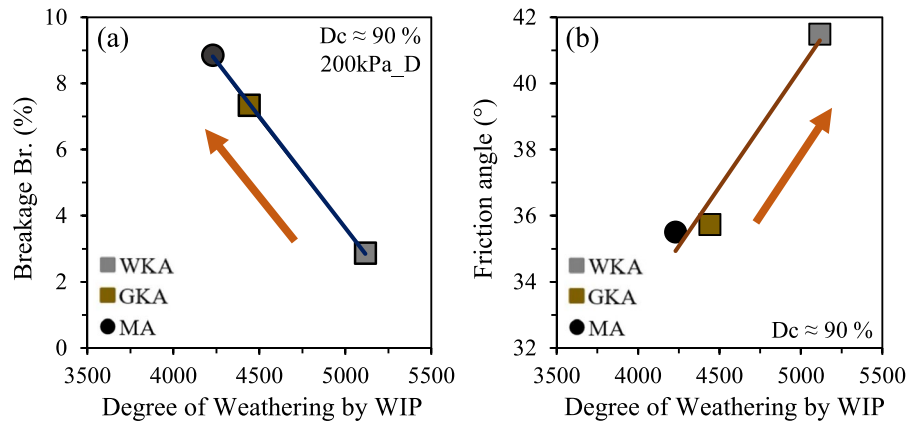 (a)
Dc ≈ 90 %
200kPa_D
Breakage Br. (%)
10
8
6
4
2
0
WKA
GKA
MA
3500 4000 4500 5000 5500
Degree of Weathering by WIP
(b)
Friction angle (°)
42
40
38
36
34
32
WKA
GKA
MA
Dc ≈ 90 %
3500 4000 4500 5000 5500
Degree of Weathering by WIP